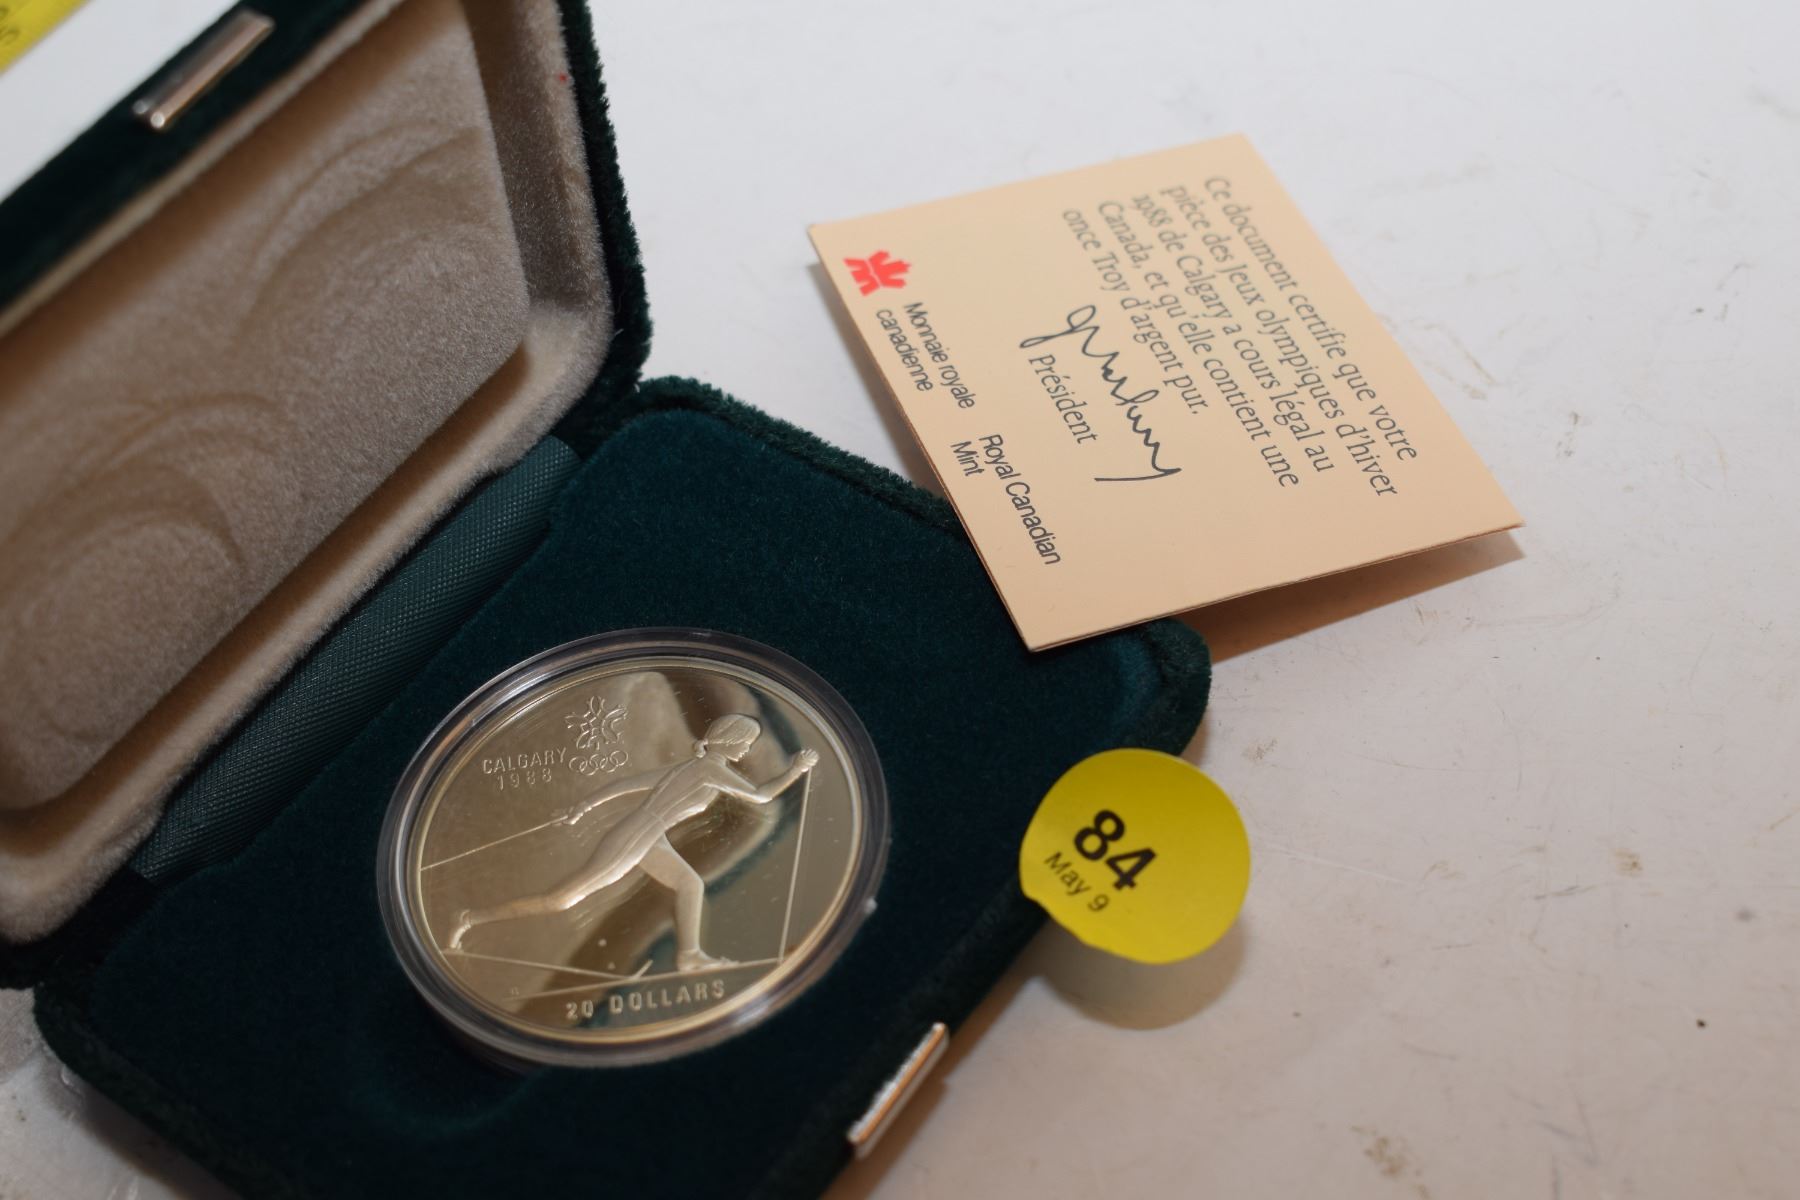 Ce document certifie que votre
pièce des Jeux olympiques d'hiver
1988 de Calgary a cours légal au
Canada, et qu'elle contient une
once Troy d'argent pur.
Président
Monnaie royale
canadienne
Royal Canadian
Mint
CALGARY
1988
20 DOLLARS
84
May 9